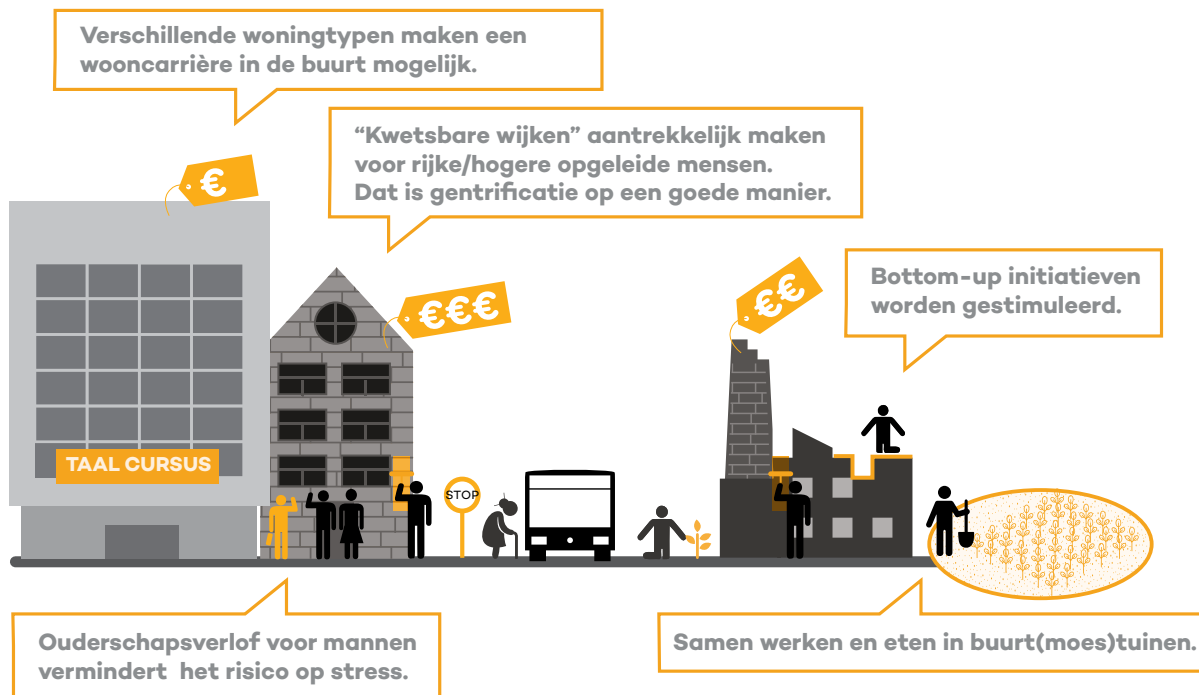 Verschillende woningtypen maken een
wooncarrière in de buurt mogelijk.
“Kwetsbare wijken” aantrekkelijk maken
voor rijke/hogere opgeleide mensen.
Dat is gentrificatie op een goede manier.
€
€€€
€€
Bottom-up initiatieven
worden gestimuleerd.
TAAL CURSUS
STOP
Ouderschapsverlof voor mannen
vermindert het risico op stress.
Samen werken en eten in buurt(moes)tuinen.